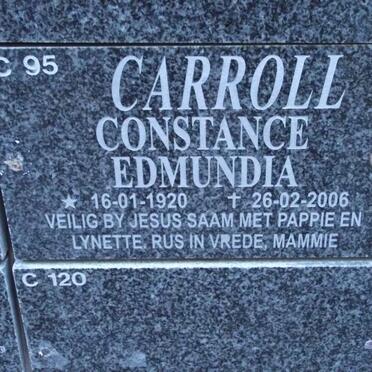 C 95
CARROLL
CONSTANCE
EDMUNDIA
★ 16-01-1920 ✝ 26-02-2006
VEILIG BY JESUS SAAM MET PAPPIE EN
LYNETTE, RUS IN VREDE, MAMMIE
C 120